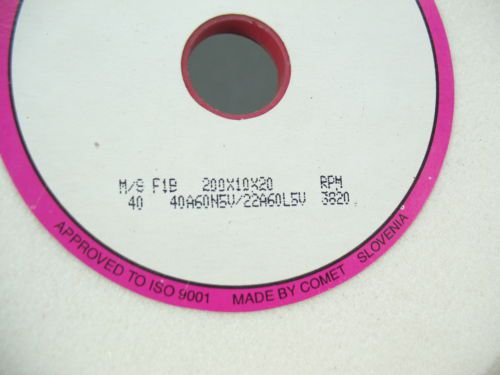 M/S F1B 200X10X20 RPM
40 40A60N5V/22A60L5V 3820
APPROVED TO ISO 9001 MADE BY COMET SLOVENIA